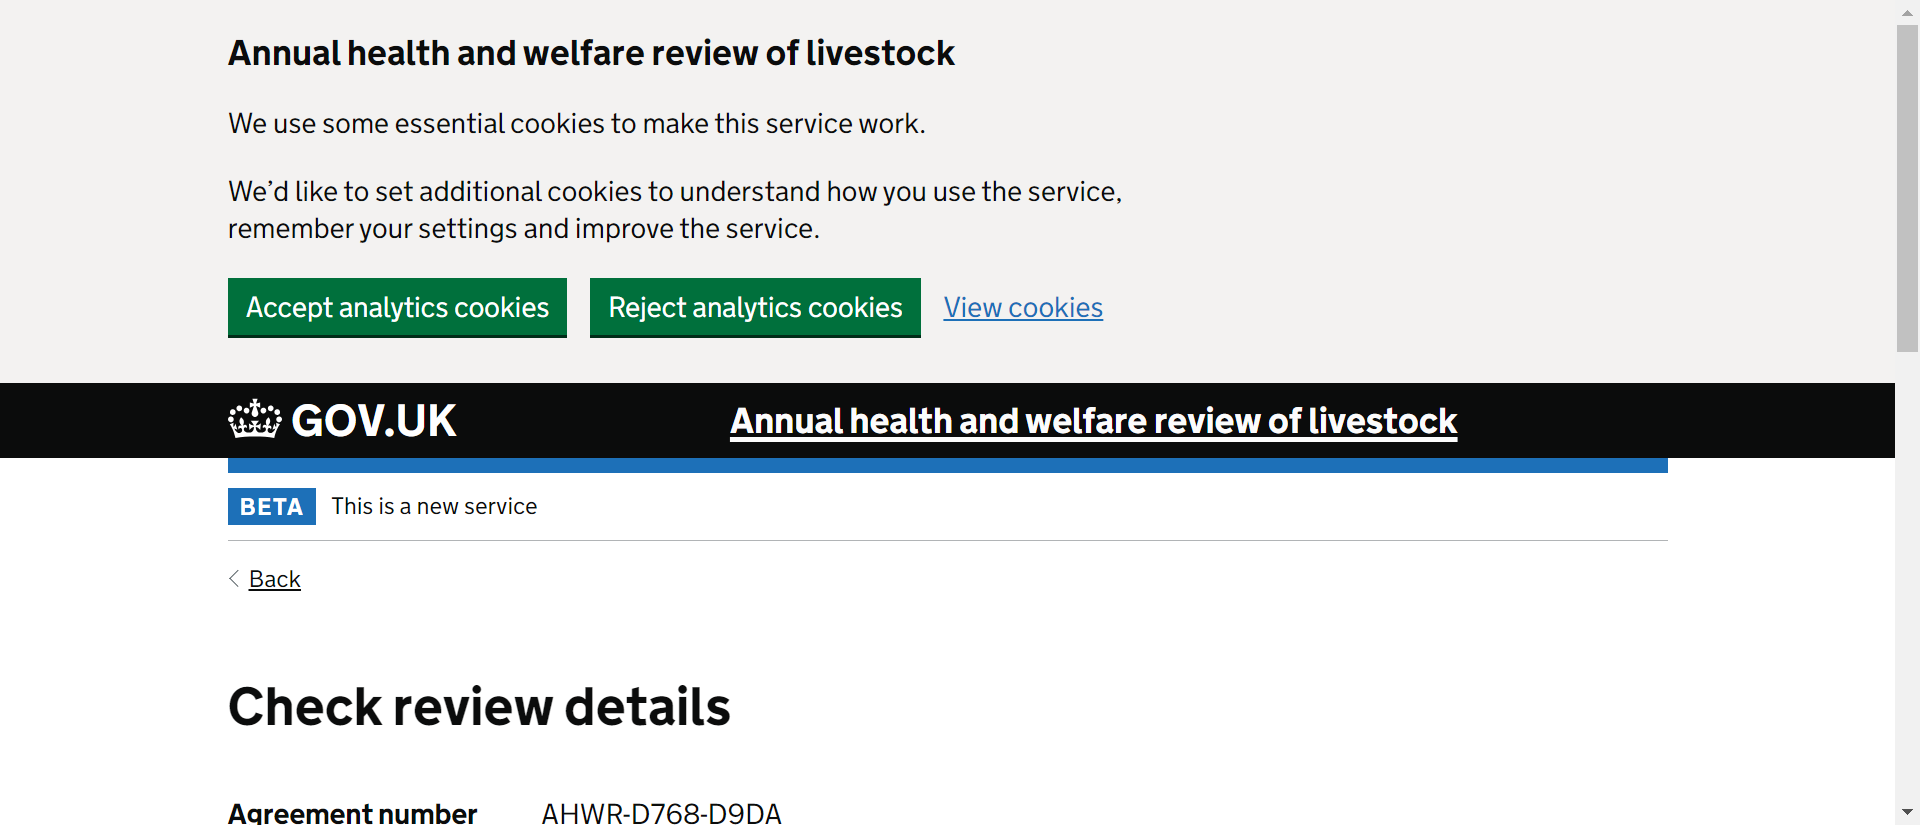 Annual health and welfare review of livestock
We use some essential cookies to make this service work.
We’d like to set additional cookies to understand how you use the service,
remember your settings and improve the service.
Accept analytics cookies Reject analytics cookies View cookies
GOV.UK Annual health and welfare review of livestock
BETA This is a new service
Back
Check review details
Agreement number AHWR-D768-D9DA